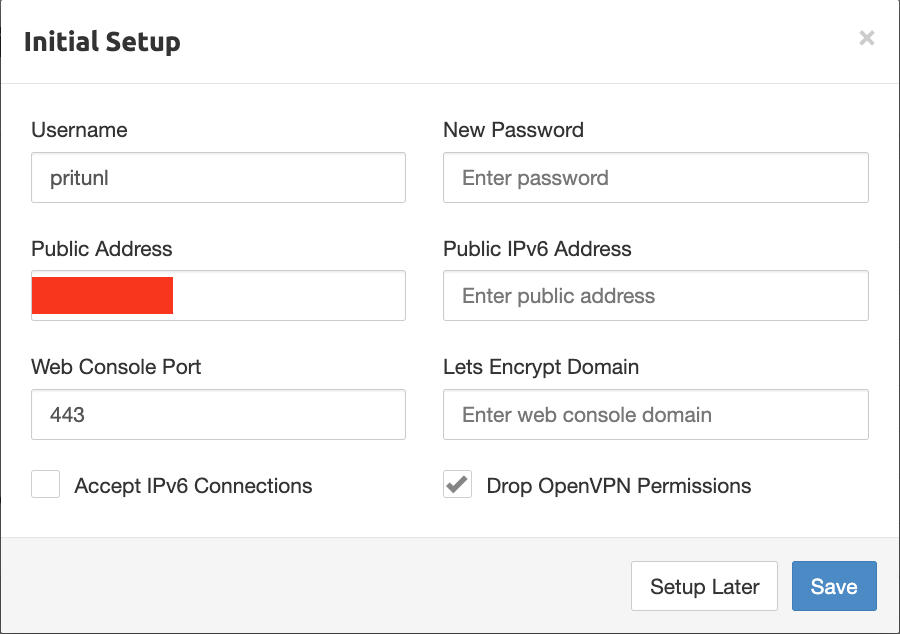 Initial Setup
×
Username
New Password
pritunl
Enter password
Public Address
Public IPv6 Address
Enter public address
Web Console Port
Lets Encrypt Domain
443
Enter web console domain
Accept IPv6 Connections
Drop OpenVPN Permissions
Setup Later
Save